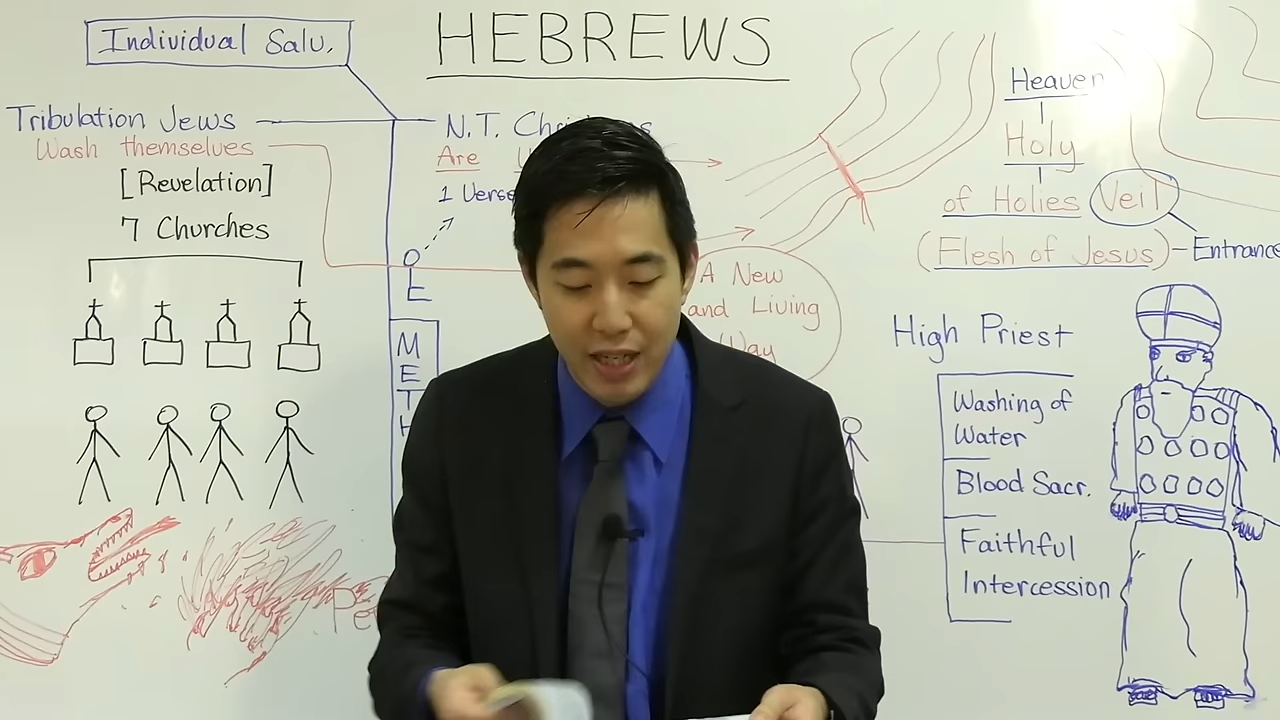 HEBREWS
Individual Salv.
Tribulation Jews
Wash themselves
[Revelation]
7 Churches
N.T.
Are
1 Verse
O
E
M
E
T
H
A New
and Living
Way
Heaven
Holy
of Holies
Veil
(Flesh of Jesus) - Entrance
High Priest
Washing of
Water
Blood Sacr.
Faithful
Intercession